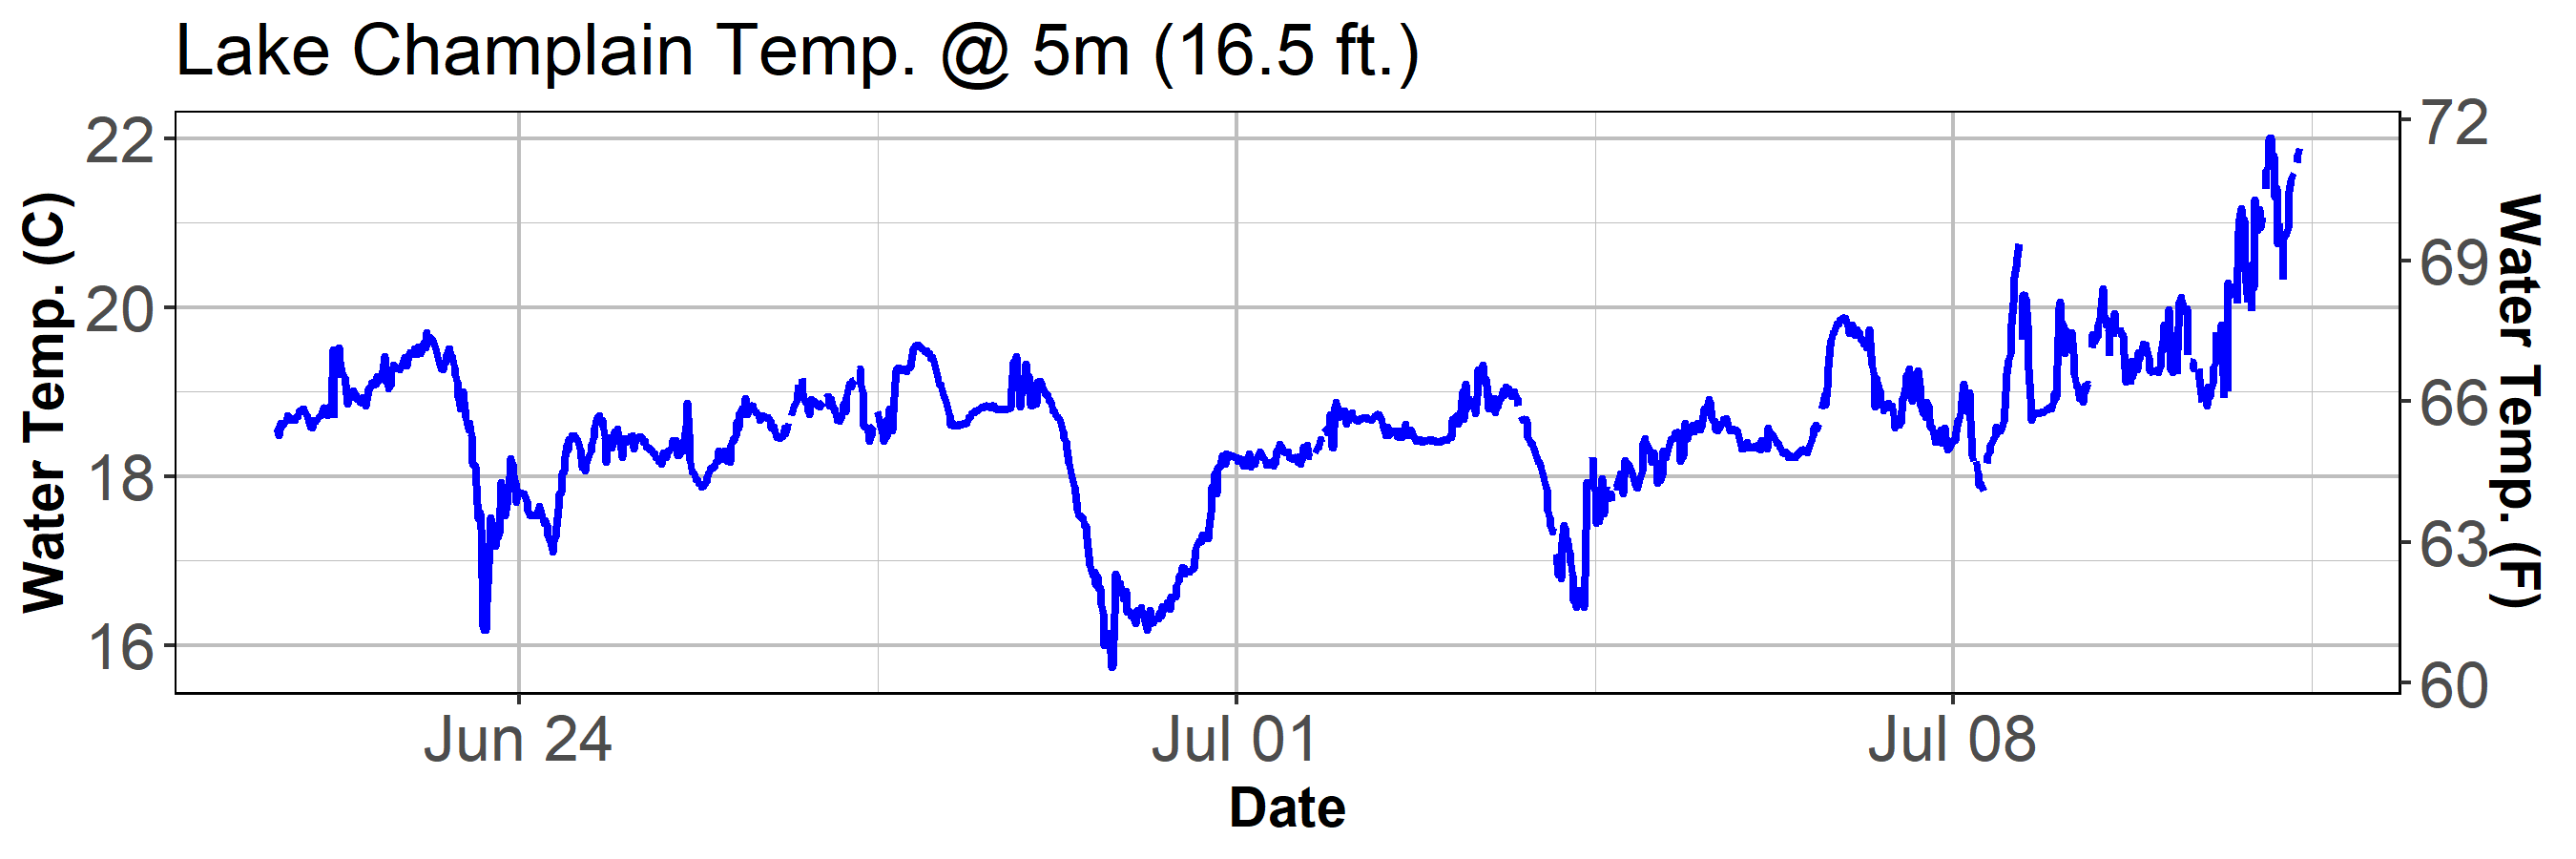 Lake Champlain Temp. @ 5m (16.5 ft.)
Water Temp. (C)
22
20
18
16
72
69
66
63
60
Water Temp. (F)
Jun 24
Jul 01
Jul 08
Date